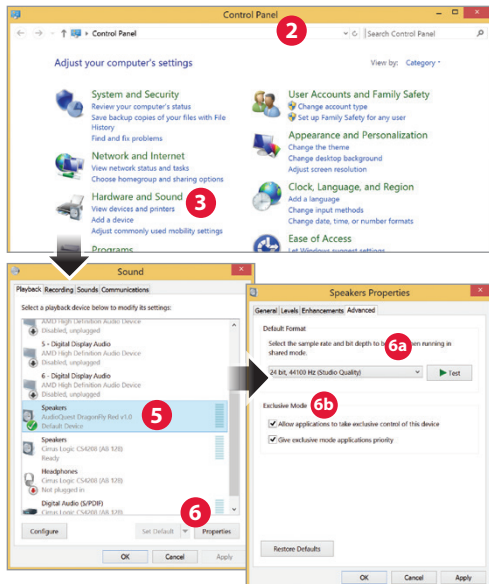 Control Panel
2
Control Panel
Search Control Panel
Adjust your computer's settings
View by: Category
System and Security
Review your computer's status
Save backup copies of your files with File
History
Find and fix problems
Network and Internet
View network status and tasks
Choose homegroup and sharing options
Hardware and Sound
3
View devices and printers
Add a device
Adjust commonly used mobility settings
Programs
User Accounts and Family Safety
Change account type
Set up Family Safety for any user
Appearance and Personalization
Change the theme
Change desktop background
Adjust screen resolution
Clock, Language, and Region
Add a language
Change input methods
Change date, time, or number formats
Ease of Access
Let Windows suggest settings
Sound
Playback Recording Sounds Communications
Select a playback device below to modify its settings:
AMD High Definition Audio Device
Disabled, unplugged
5 - Digital Display Audio
AMD High Definition Audio Device
Disabled, unplugged
6 - Digital Display Audio
AMD High Definition Audio Device
Disabled, unplugged
Speakers
AudioQuest Dragonfly Red v1.0
Default Device
5
Speakers
Cirrus Logic CS4208 (AB 128)
Ready
Headphones
Cirrus Logic CS4208 (AB 128)
Not plugged in
Digital Audio (S/PDIF)
Cirrus Logic CS4208 (AB 128)
6
Configure Set Default Properties
OK Cancel Apply
Speakers Properties
General Levels Enhancements Advanced
Default Format
Select the sample rate and bit depth to be when running in
shared mode.
6a
24 bit, 44100 Hz (Studio Quality) Test
Exclusive Mode 6b
Allow applications to take exclusive control of this device
Give exclusive mode applications priority
Restore Defaults
OK Cancel Apply